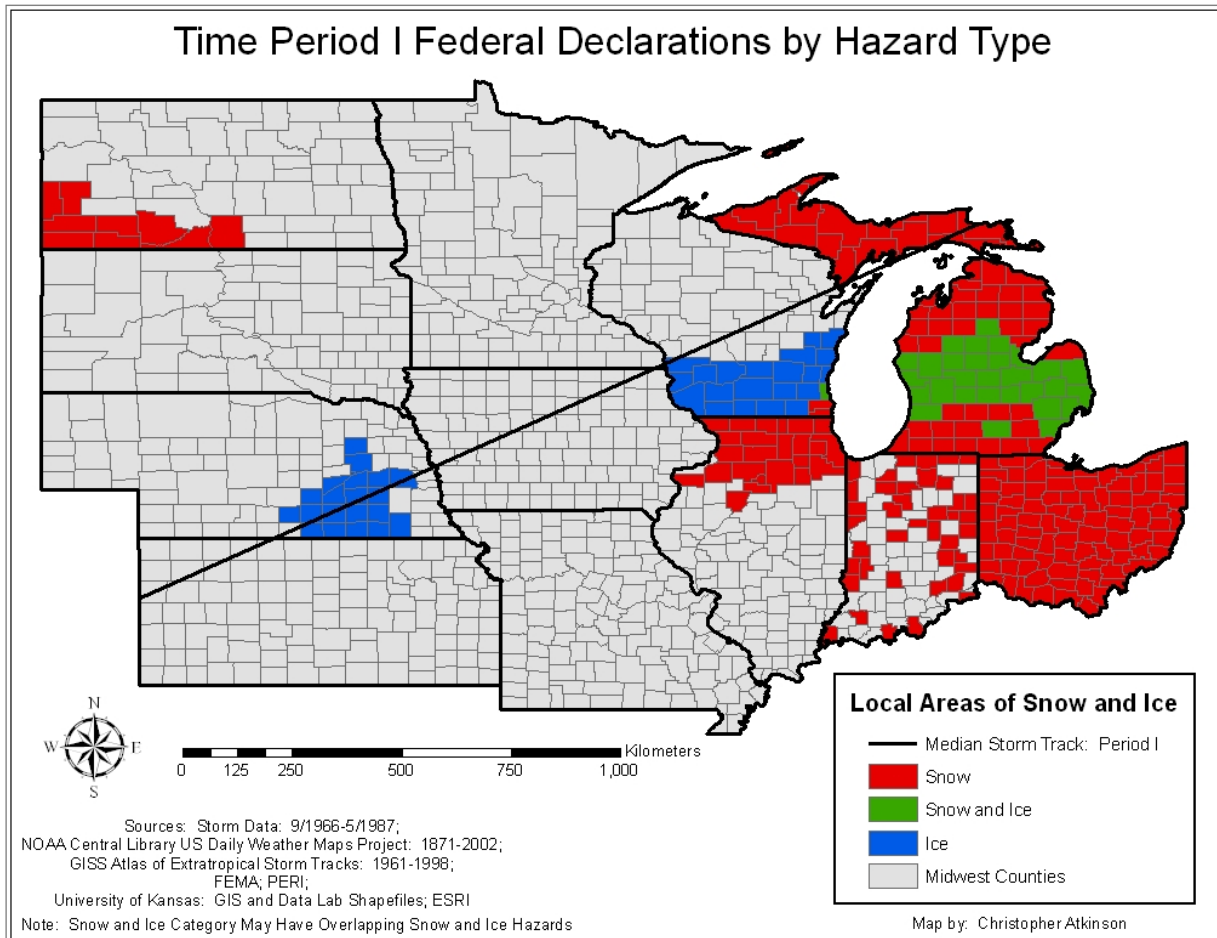 Time Period I Federal Declarations by Hazard Type
Local Areas of Snow and Ice
Median Storm Track: Period I
Snow
Snow and Ice
Ice
Midwest Counties
N
W E
S
Kilometers
0 125 250 500 750 1,000
Sources: Storm Data: 9/1966-5/1987;
NOAA Central Library US Daily Weather Maps Project: 1871-2002;
GISS Atlas of Extratropical Storm Tracks: 1961-1998;
FEMA; PERI;
University of Kansas: GIS and Data Lab Shapefiles; ESRI
Note: Snow and Ice Category May Have Overlapping Snow and Ice Hazards
Map by: Christopher Atkinson